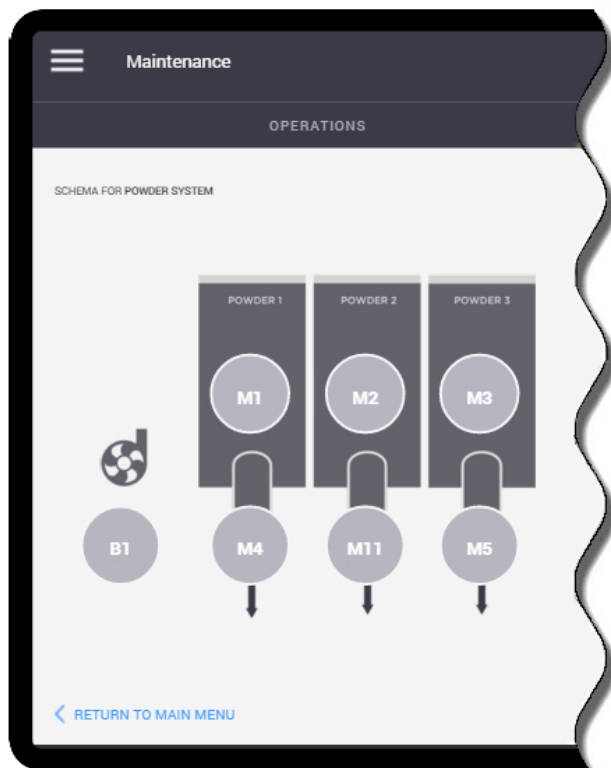 Maintenance
OPERATIONS
SCHEMA FOR POWDER SYSTEM
POWDER 1 POWDER 2 POWDER 3
M1 M2 M3
B1 M4 M11 M5
RETURN TO MAIN MENU